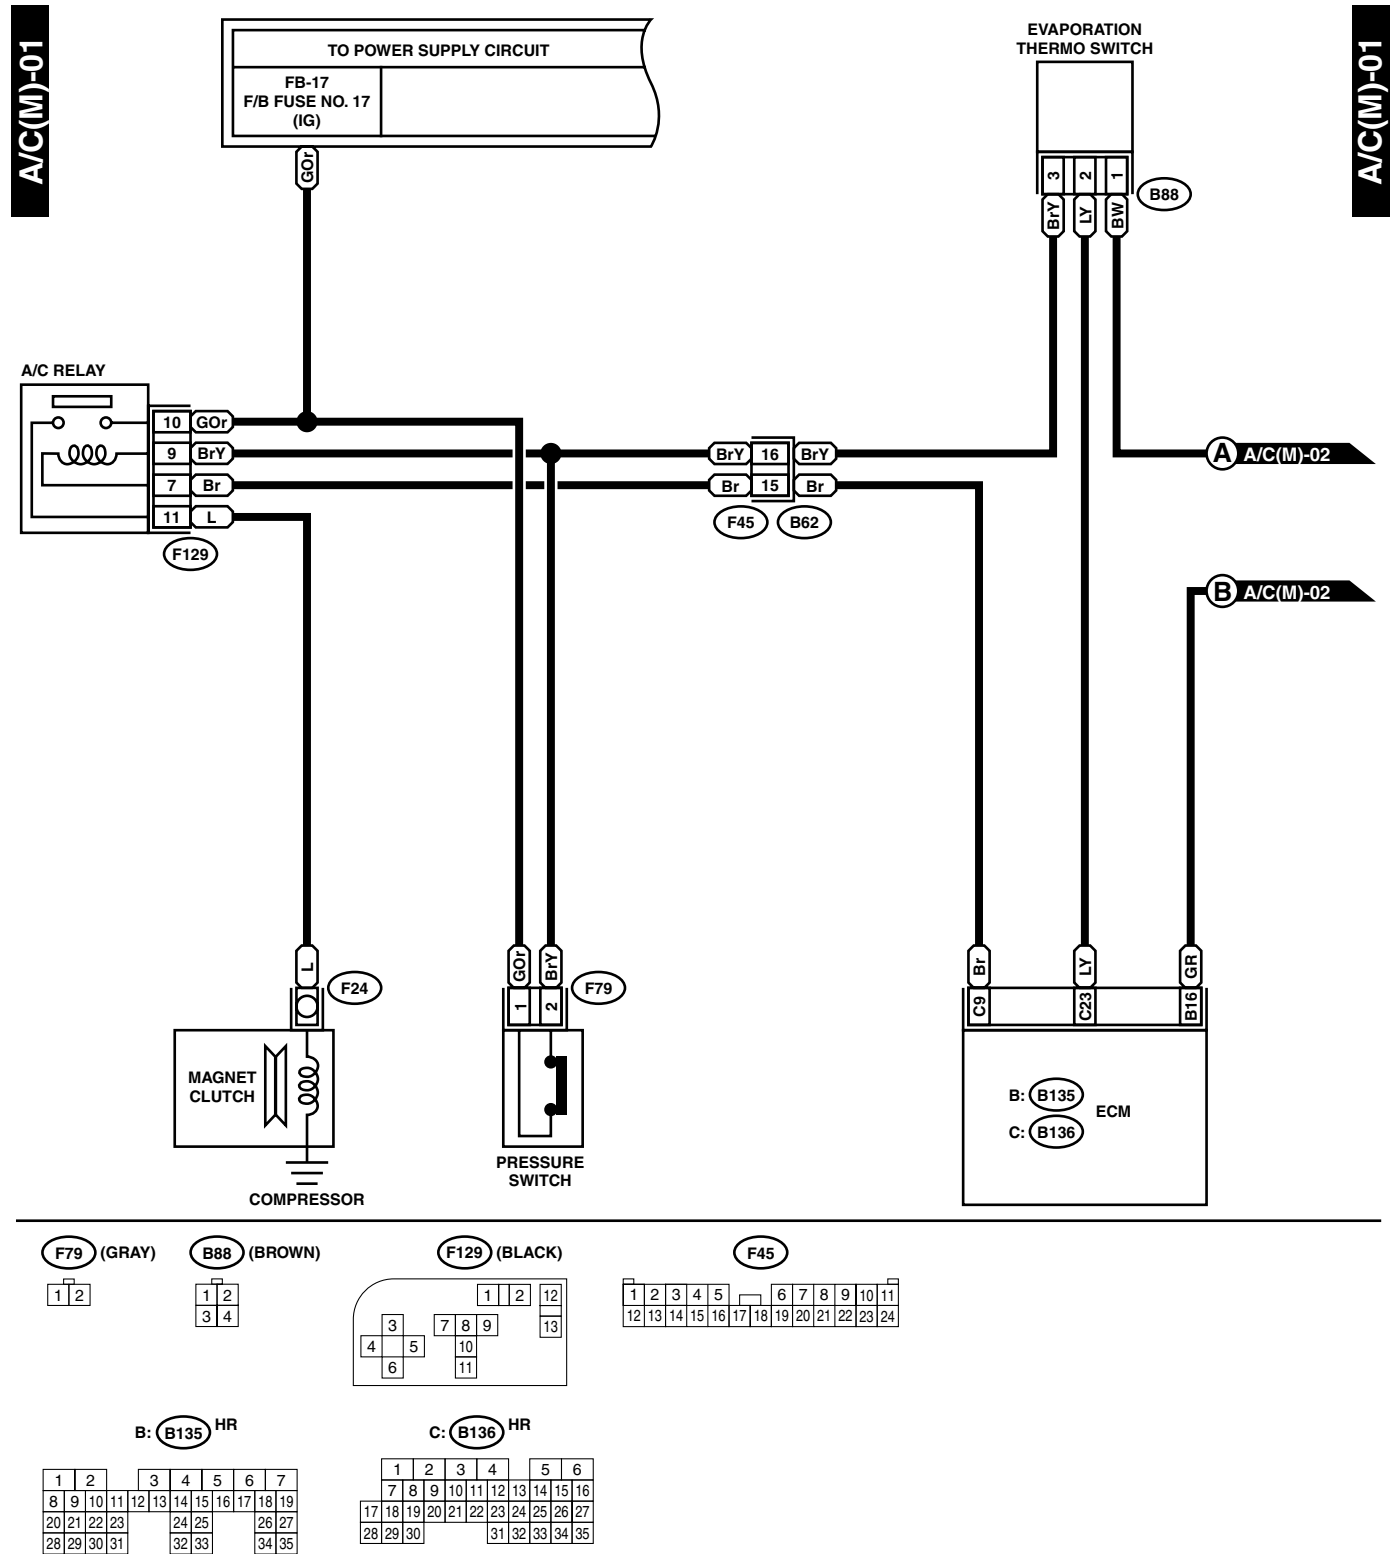 A/C(M)-01
A/C(M)-01
TO POWER SUPPLY CIRCUIT
FB-17
F/B FUSE NO. 17
(IG)
GOr
EVAPORATION
THERMO SWITCH
3 2 1
B88
BrY LY BW
A/C RELAY
10 GOr
9 BrY
7 Br
11 L
F129
BrY 16 BrY
Br 15 Br
F45 B62
A A/C(M)-02
B A/C(M)-02
L
F24
MAGNET
CLUTCH
COMPRESSOR
GOr BrY
1 2
F79
PRESSURE
SWITCH
Br LY GR
C9 C23 B16
B: B135
C: B136
ECM
F79 (GRAY)
1 2
B88 (BROWN)
1 2
3 4
F129 (BLACK)
1 2 12
3 7 8 9 13
4 5 10
6 11
F45
1 2 3 4 5 6 7 8 9 10 11
12 13 14 15 16 17 18 19 20 21 22 23 24
B: B135 HR
1 2 3 4 5 6 7
8 9 10 11 12 13 14 15 16 17 18 19
20 21 22 23 24 25 26 27
28 29 30 31 32 33 34 35
C: B136 HR
1 2 3 4 5 6
7 8 9 10 11 12 13 14 15 16
17 18 19 20 21 22 23 24 25 26 27
28 29 30 31 32 33 34 35